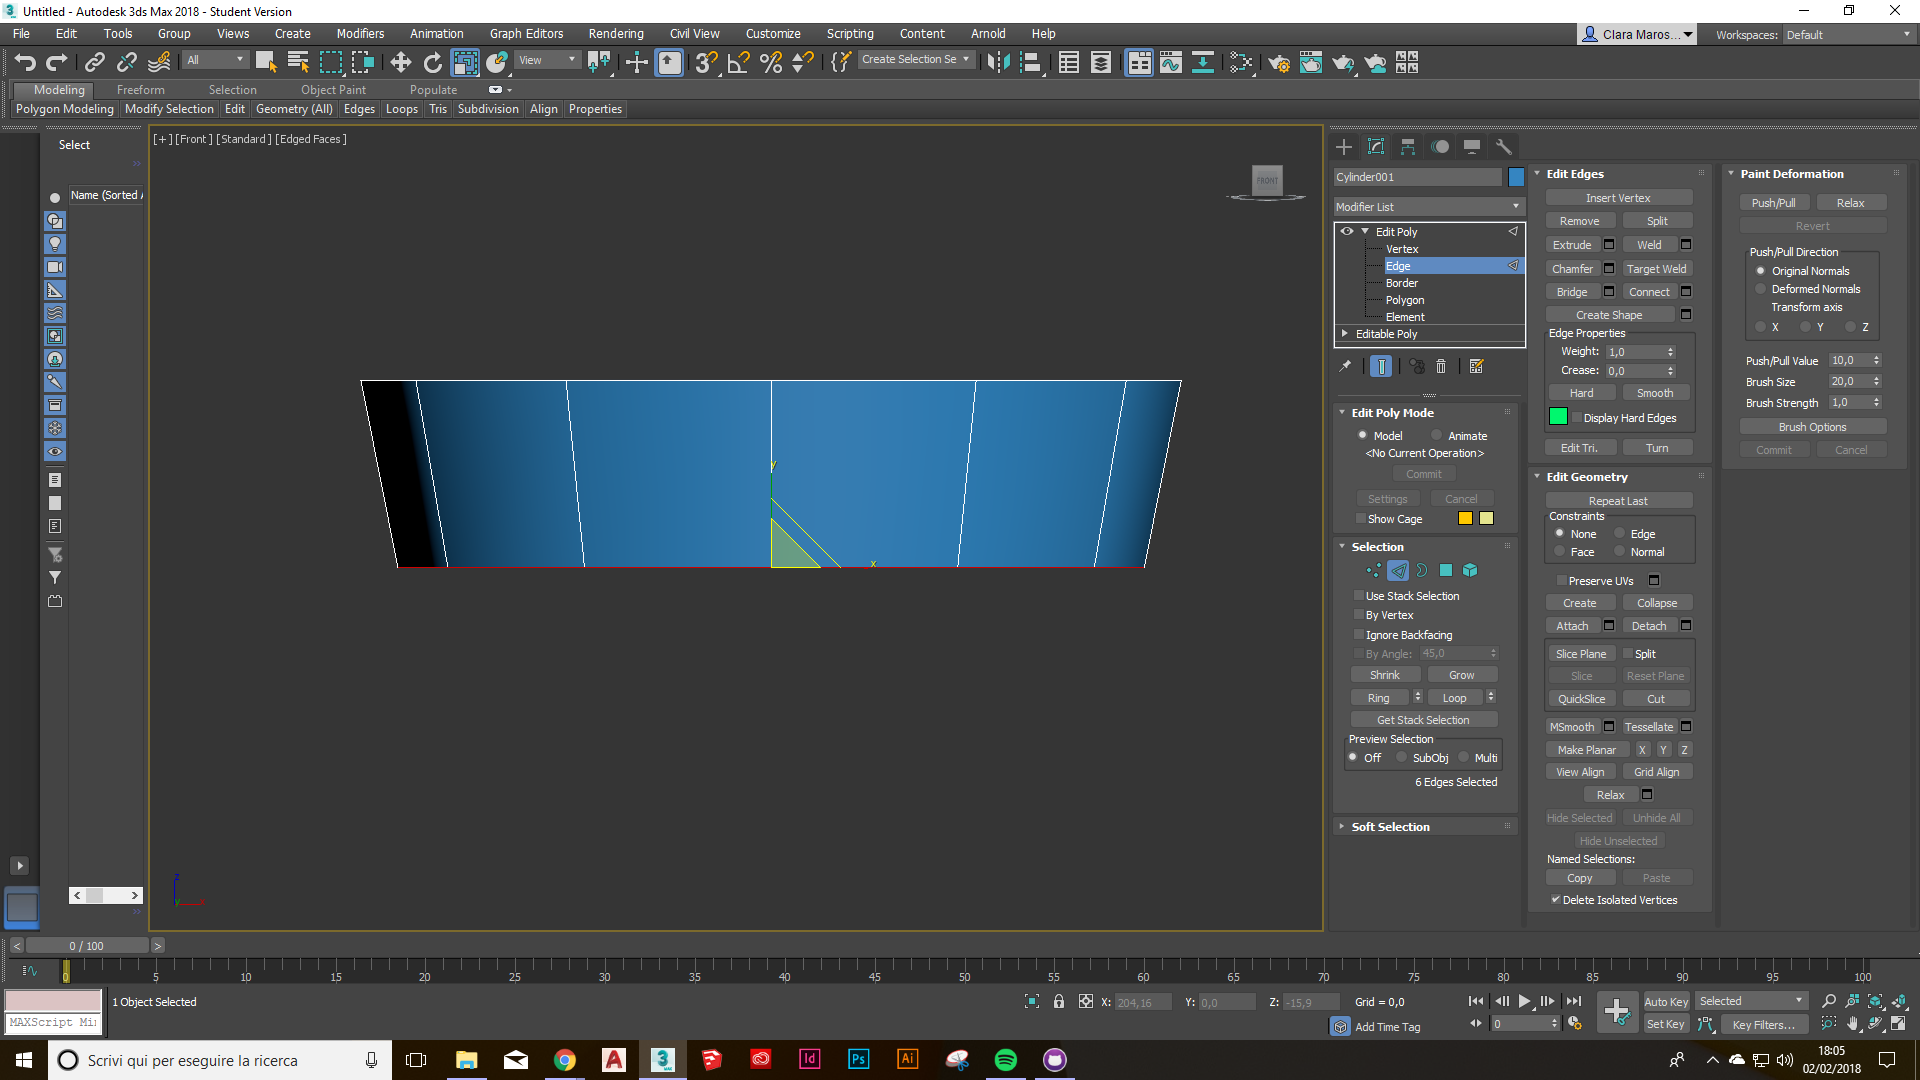 Untitled - Autodesk 3ds Max 2018 - Student Version
File Edit Tools Group Views Create Modifiers Animation Graph Editors Rendering Civil View Customize Scripting Content Arnold Help
Clara Maros... Workspaces: Default
All View Create Selection Se
Modeling Freeform Selection Object Paint Populate
Polygon Modeling Modify Selection Edit Geometry (All) Edges Loops Tris Subdivision Align Properties
Select
Name (Sorted A
[+] [Front] [Standard] [Edged Faces]
FRONT
y
x
z
Cylinder001
Modifier List
Edit Poly
Vertex
Edge
Border
Polygon
Element
Editable Poly
Edit Poly Mode
Model Animate
<No Current Operation>
Commit
Settings Cancel
Show Cage
Selection
Use Stack Selection
By Vertex
Ignore Backfacing
By Angle: 45,0
Shrink Grow
Ring Loop
Get Stack Selection
Preview Selection
Off SubObj Multi
6 Edges Selected
Soft Selection
Edit Edges
Insert Vertex
Remove Split
Extrude Weld
Chamfer Target Weld
Bridge Connect
Create Shape
Edge Properties
Weight: 1,0
Crease: 0,0
Hard Smooth
Display Hard Edges
Edit Tri. Turn
Edit Geometry
Repeat Last
Constraints
None Edge
Face Normal
Preserve UVs
Create Collapse
Attach Detach
Slice Plane Split
Slice Reset Plane
QuickSlice Cut
MSmooth Tessellate
Make Planar X Y Z
View Align Grid Align
Relax
Hide Selected Unhide All
Hide Unselected
Named Selections:
Copy Paste
Delete Isolated Vertices
Paint Deformation
Push/Pull Relax
Revert
Push/Pull Direction
Original Normals
Deformed Normals
Transform axis
X Y Z
Push/Pull Value 10,0
Brush Size 20,0
Brush Strength 1,0
Brush Options
Commit Cancel
0 / 100
0 5 10 15 20 25 30 35 40 45 50 55 60 65 70 75 80 85 90 95 100
1 Object Selected
MAXScript Mi
X: 204,16 Y: 0,0 Z: -15,9 Grid = 0,0
Add Time Tag
Auto Key Selected
0 Set Key Key Filters...
Scrivi qui per eseguire la ricerca
18:05
02/02/2018